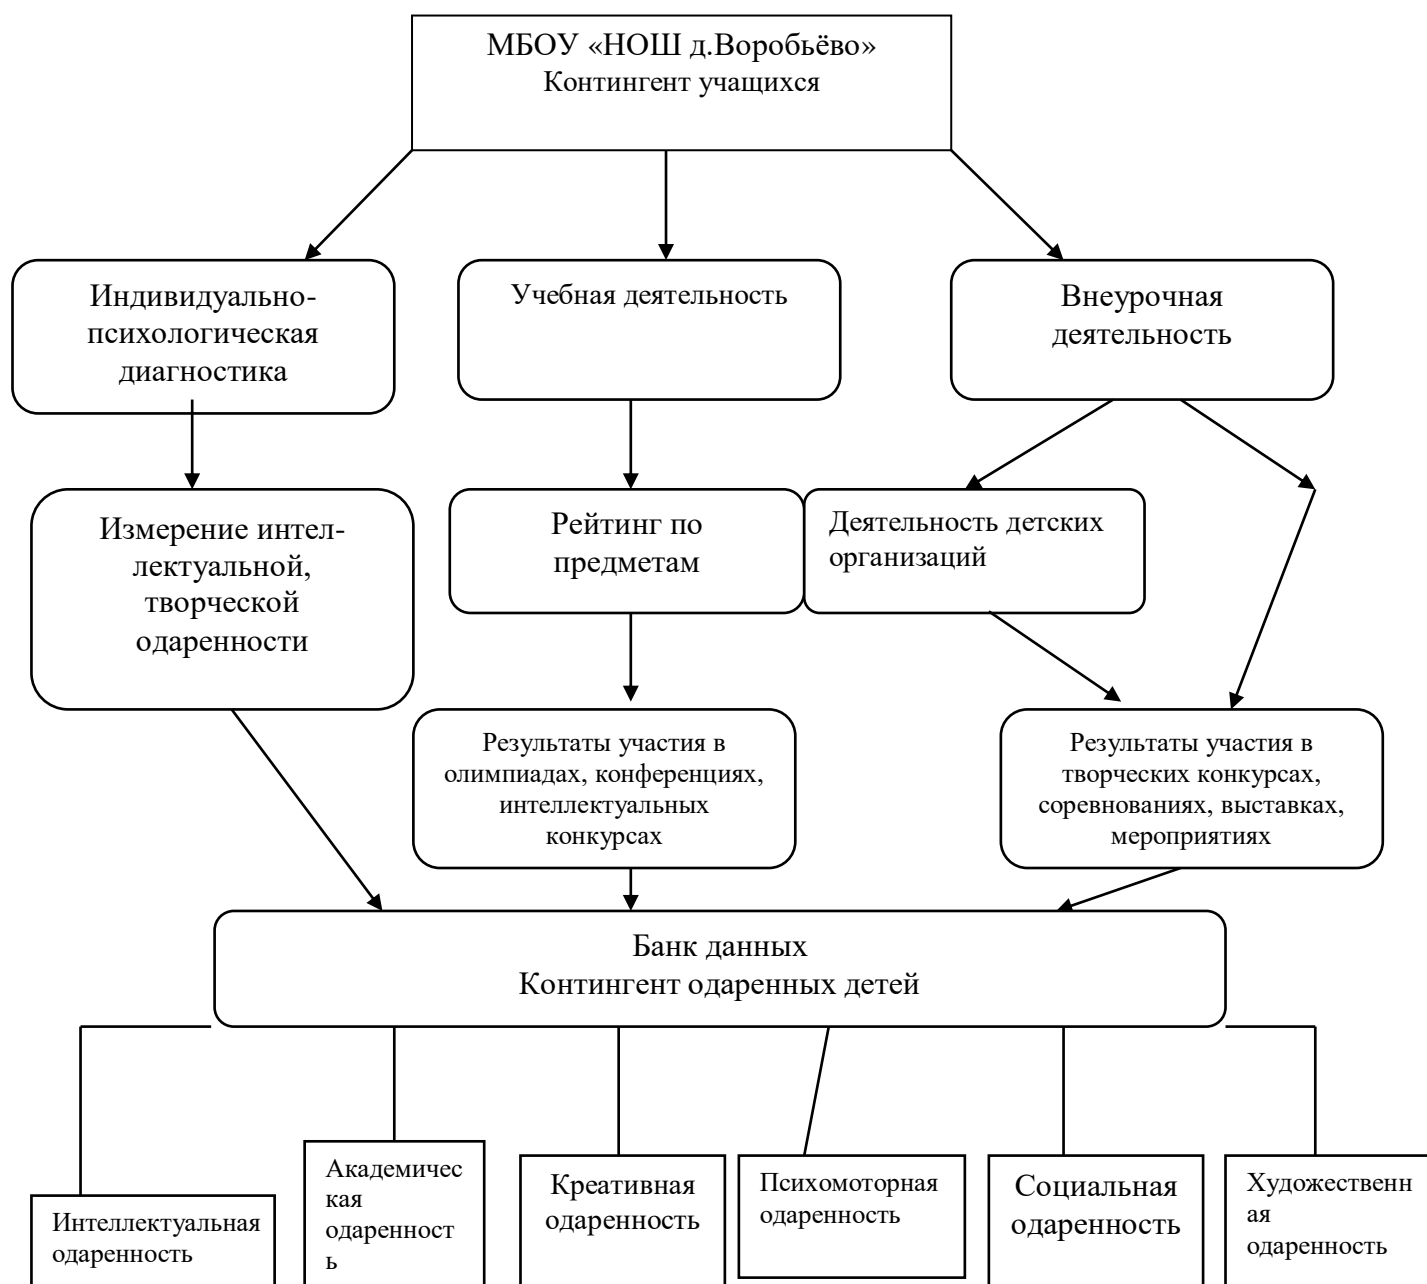 МБОУ «НОШ д.Воробьёво»
Контингент учащихся
Индивидуально-
психологическая
диагностика
Учебная деятельность
Внеурочная
деятельность
Измерение интел-
лектуальной,
творческой
одаренности
Рейтинг по
предметам
Деятельность детских
организаций
Результаты участия в
олимпиадах, конференциях,
интеллектуальных
конкурсах
Результаты участия в
творческих конкурсах,
соревнованиях, выставках,
мероприятиях
Банк данных
Контингент одаренных детей
Интеллектуальная
одаренность
Академичес
кая
одаренност
ь
Креативная
одаренность
Психомоторная
одаренность
Социальная
одаренность
Художественн
ая
одаренность